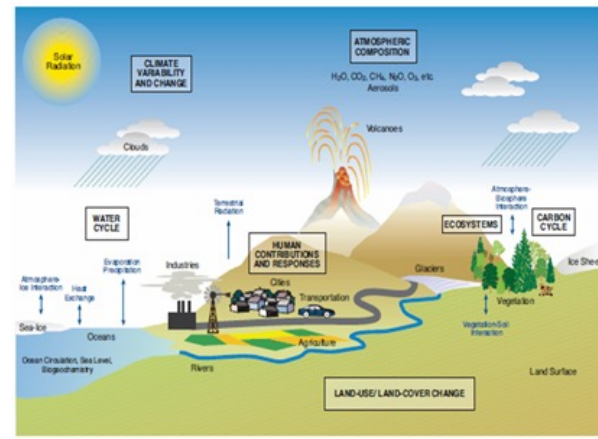 Solar
Radiation
CLIMATE
VARIABILITY
AND CHANGE
ATMOSPHERIC
COMPOSITION
H₂O, CO₂, CH₄, N₂O, O₃, etc.
Aerosols
Volcanoes
Clouds
Atmosphere-
Biosphere
Interaction
WATER
CYCLE
Terrestrial
Radiation
ECOSYSTEMS
CARBON
CYCLE
HUMAN
CONTRIBUTIONS
AND RESPONSES
Evaporation
Precipitation
Industries
Glaciers
Ice Shee
Atmosphere-
Ice Interaction
Heat
Exchange
Cities
Transportation
Vegetation
Sea-Ice
Oceans
Vegetation-Soil
Interaction
Agriculture
Ocean Circulation, Sea Level,
Biogeochemistry
Rivers
Land Surface
LAND-USE/ LAND-COVER CHANGE